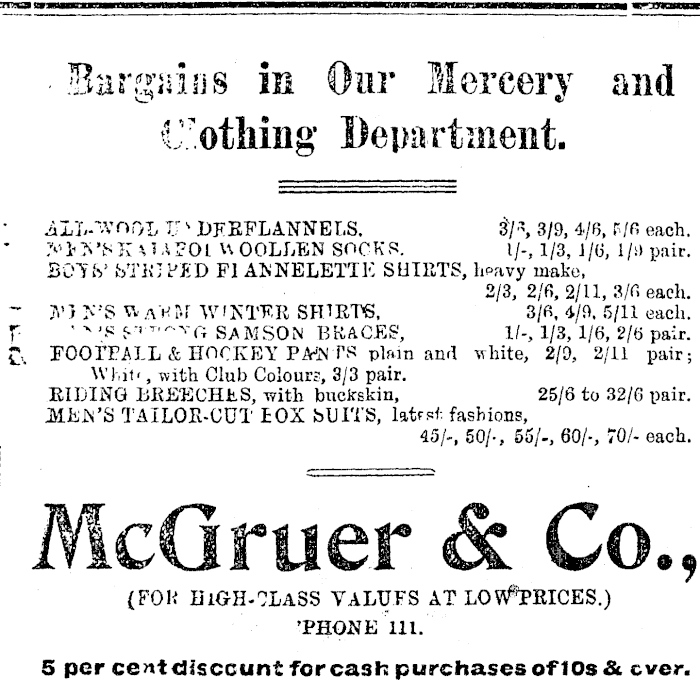 Bargains in Our Mercery and
Clothing Department.
ALL-WOOL UNDERFLANNELS, 3/3, 3/9, 4/6, 5/6 each.
MEN'S KAIAPOI WOOLLEN SOCKS. 1/-, 1/3, 1/6, 1/9 pair.
BOYS' STRIPED FLANNELETTE SHIRTS, heavy make,
2/3, 2/6, 2/11, 3/6 each.
MEN'S WARM WINTER SHIRTS, 3/6, 4/9, 5/11 each.
MEN'S STRONG SAMSON BRACES, 1/-, 1/3, 1/6, 2/6 pair.
FOOTBALL & HOCKEY PANTS plain and white, 2/9, 2/11 pair;
White, with Club Colours, 3/3 pair.
RIDING BREECHES, with buckskin, 25/6 to 32/6 pair.
MEN'S TAILOR-CUT BOX SUITS, latest fashions,
45/-, 50/-, 55/-, 60/-, 70/- each.
McGruer & Co.,
(FOR HIGH-CLASS VALUES AT LOW PRICES.)
'PHONE 111.
5 per cent discount for cash purchases of 10s & over.